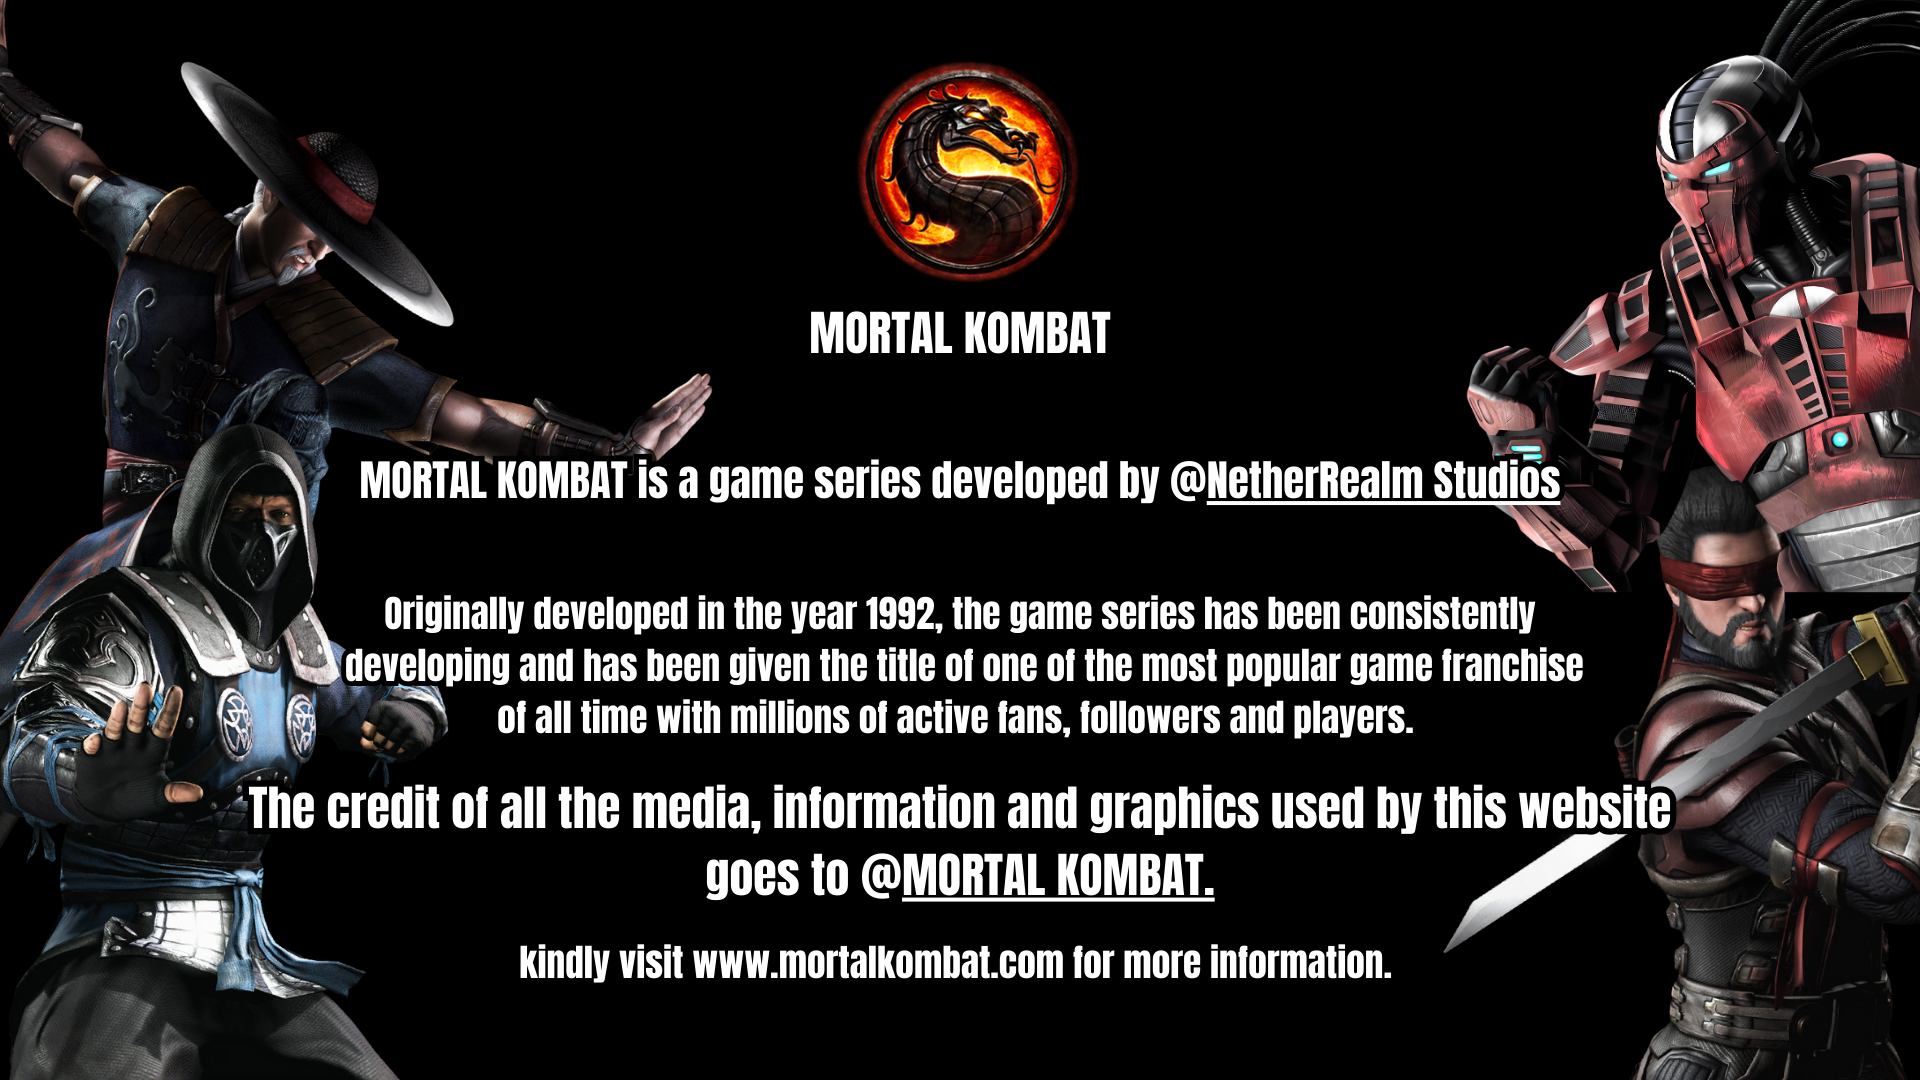 MORTAL KOMBAT
MORTAL KOMBAT is a game series developed by @NetherRealm Studios
Originally developed in the year 1992, the game series has been consistently
developing and has been given the title of one of the most popular game franchise
of all time with millions of active fans, followers and players.
The credit of all the media, information and graphics used by this website
goes to @MORTAL KOMBAT.
kindly visit www.mortalkombat.com for more information.